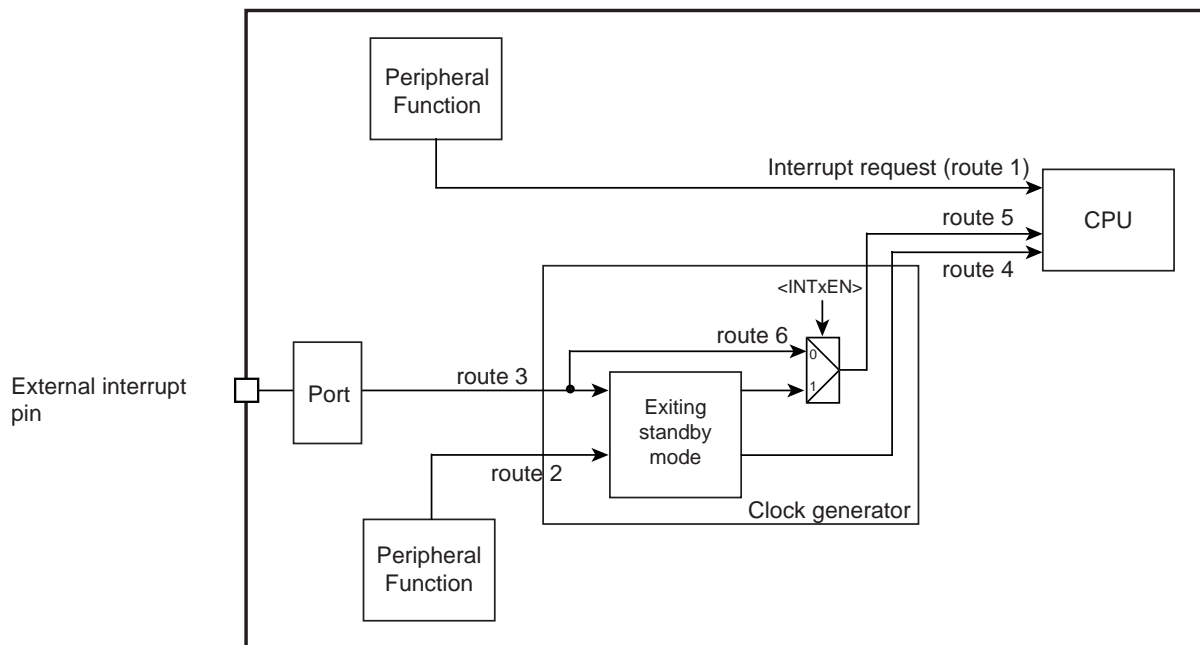 Peripheral
Function
Interrupt request (route 1)
CPU
route 5
route 4
<INTxEN>
route 6
0
External interrupt
pin
Port
route 3
1
Exiting
standby
mode
route 2
Clock generator
Peripheral
Function